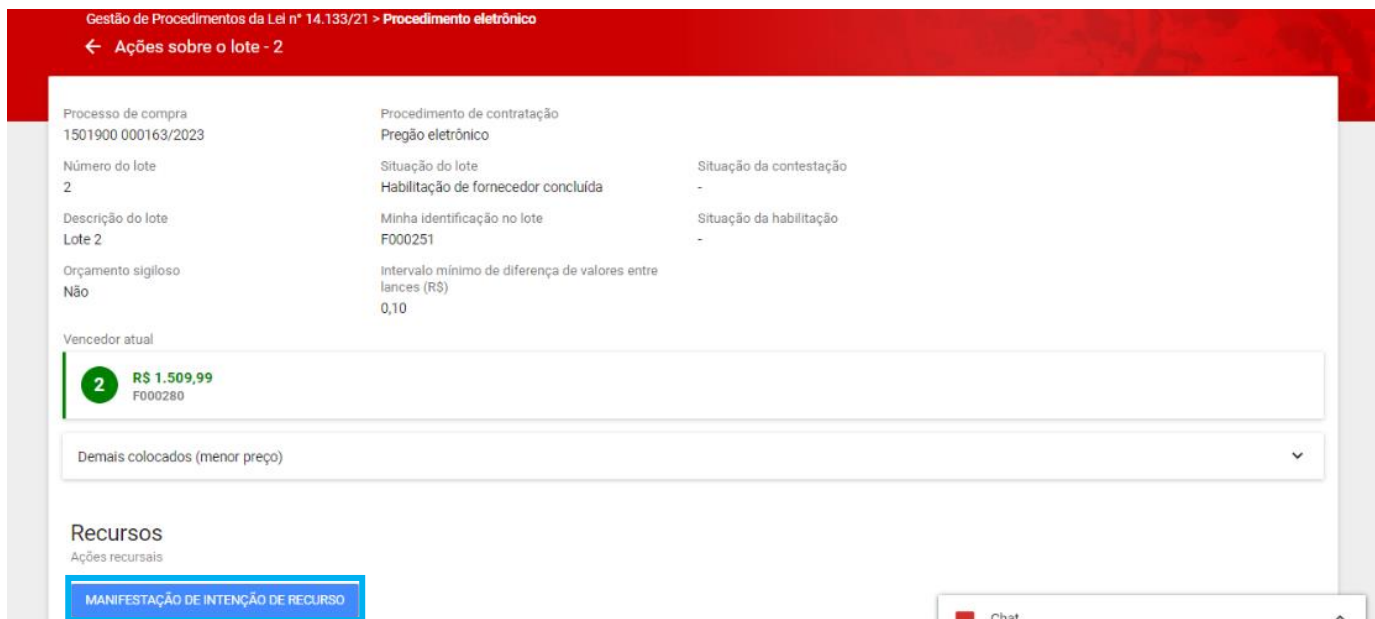 Gestão de Procedimentos da Lei n° 14.133/21 > Procedimento eletrônico
← Ações sobre o lote - 2
Processo de compra
1501900 000163/2023
Procedimento de contratação
Pregão eletrônico
Número do lote
2
Situação do lote
Habilitação de fornecedor concluída
Situação da contestação
-
Descrição do lote
Lote 2
Minha identificação no lote
F000251
Situação da habilitação
-
Orçamento sigiloso
Não
Intervalo mínimo de diferença de valores entre
lances (R$)
0,10
Vencedor atual
2
R$ 1.509,99
F000280
Demais colocados (menor preço)
Recursos
Ações recursais
MANIFESTAÇÃO DE INTENÇÃO DE RECURSO
Chat